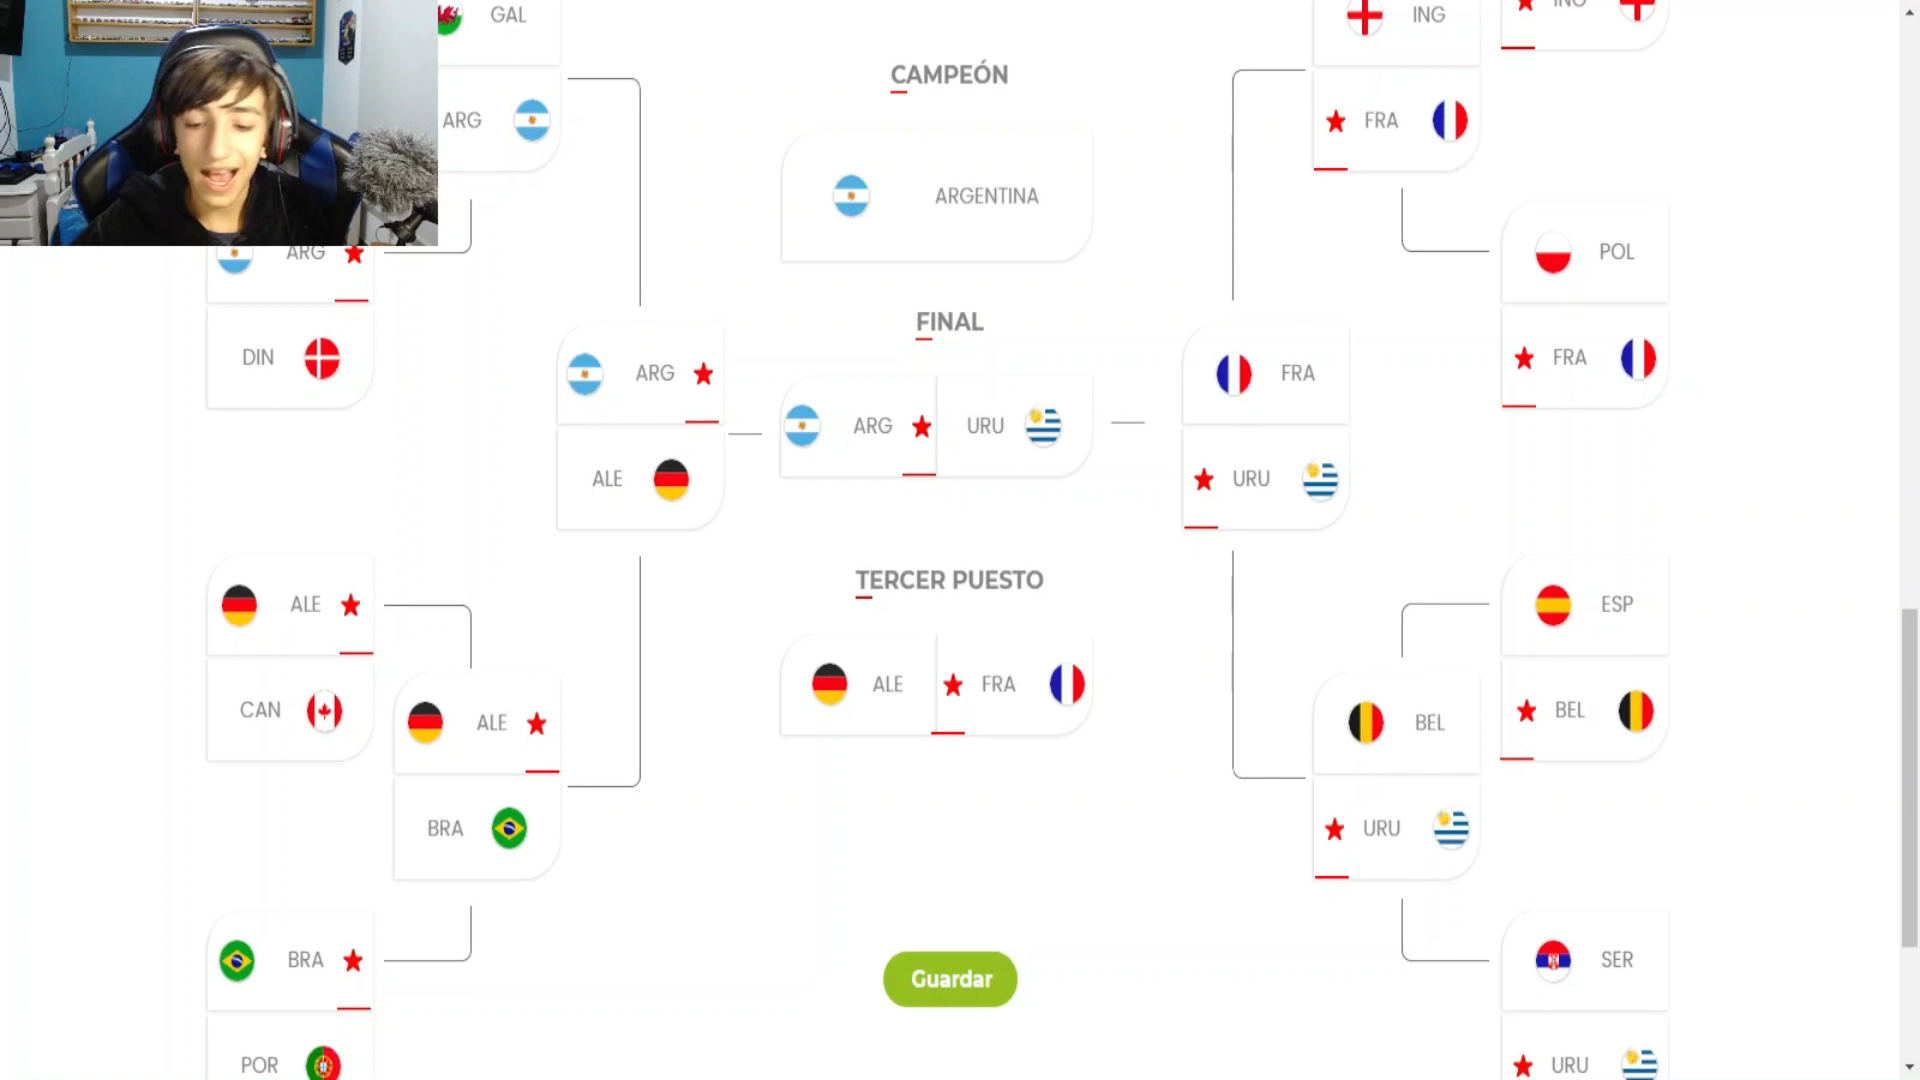 GAL
ARG
ARG
DIN
ARG
ALE
ALE
CAN
ALE
BRA
BRA
POR
CAMPEÓN
ARGENTINA
FINAL
ARG
URU
TERCER PUESTO
ALE
FRA
Guardar
ING
ING
FRA
POL
FRA
FRA
URU
ESP
BEL
BEL
URU
SER
URU